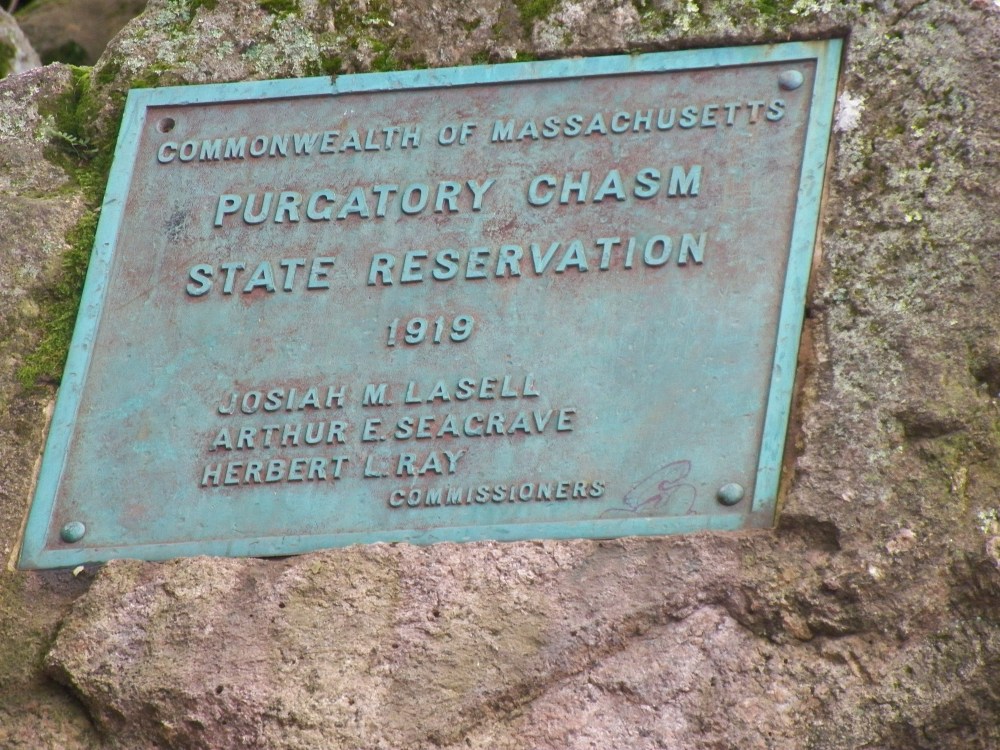 COMMONWEALTH OF MASSACHUSETTS
PURGATORY CHASM
STATE RESERVATION
1919
JOSIAH M. LASELL
ARTHUR E. SEAGRAVE
HERBERT L. RAY
COMMISSIONERS